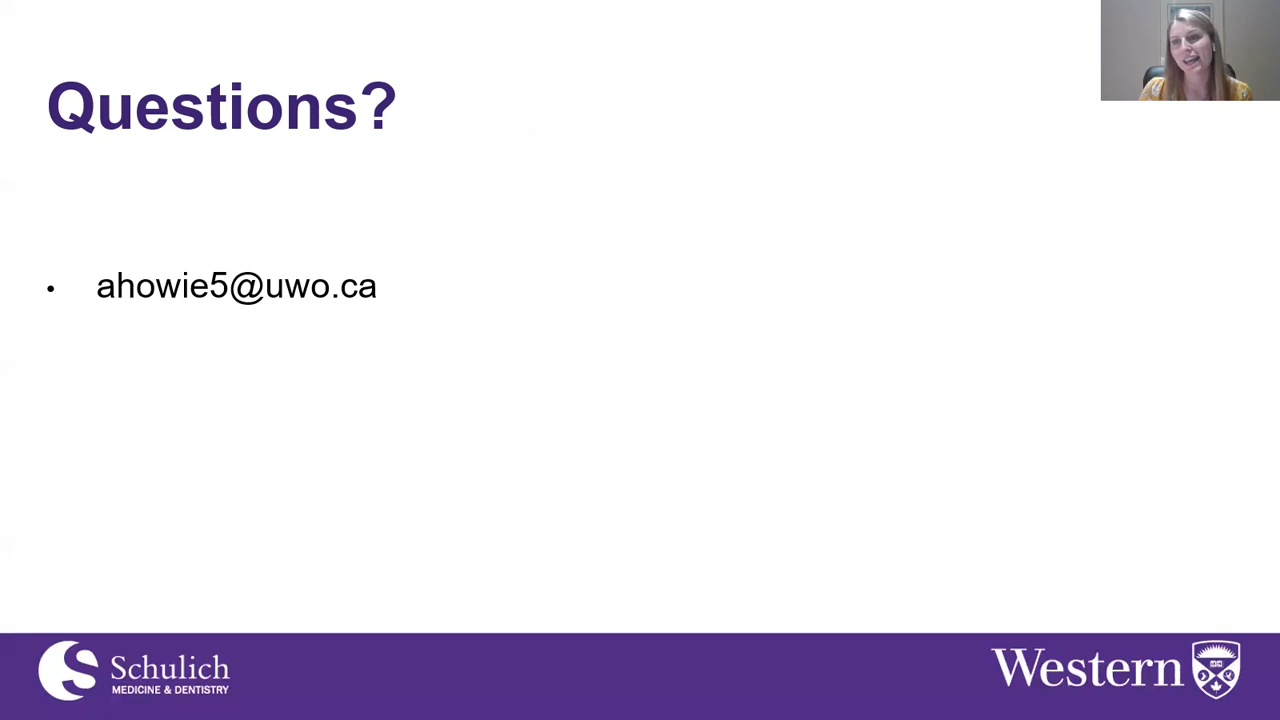 Questions?
• ahowie5@uwo.ca
Schulich
MEDICINE & DENTISTRY
Western